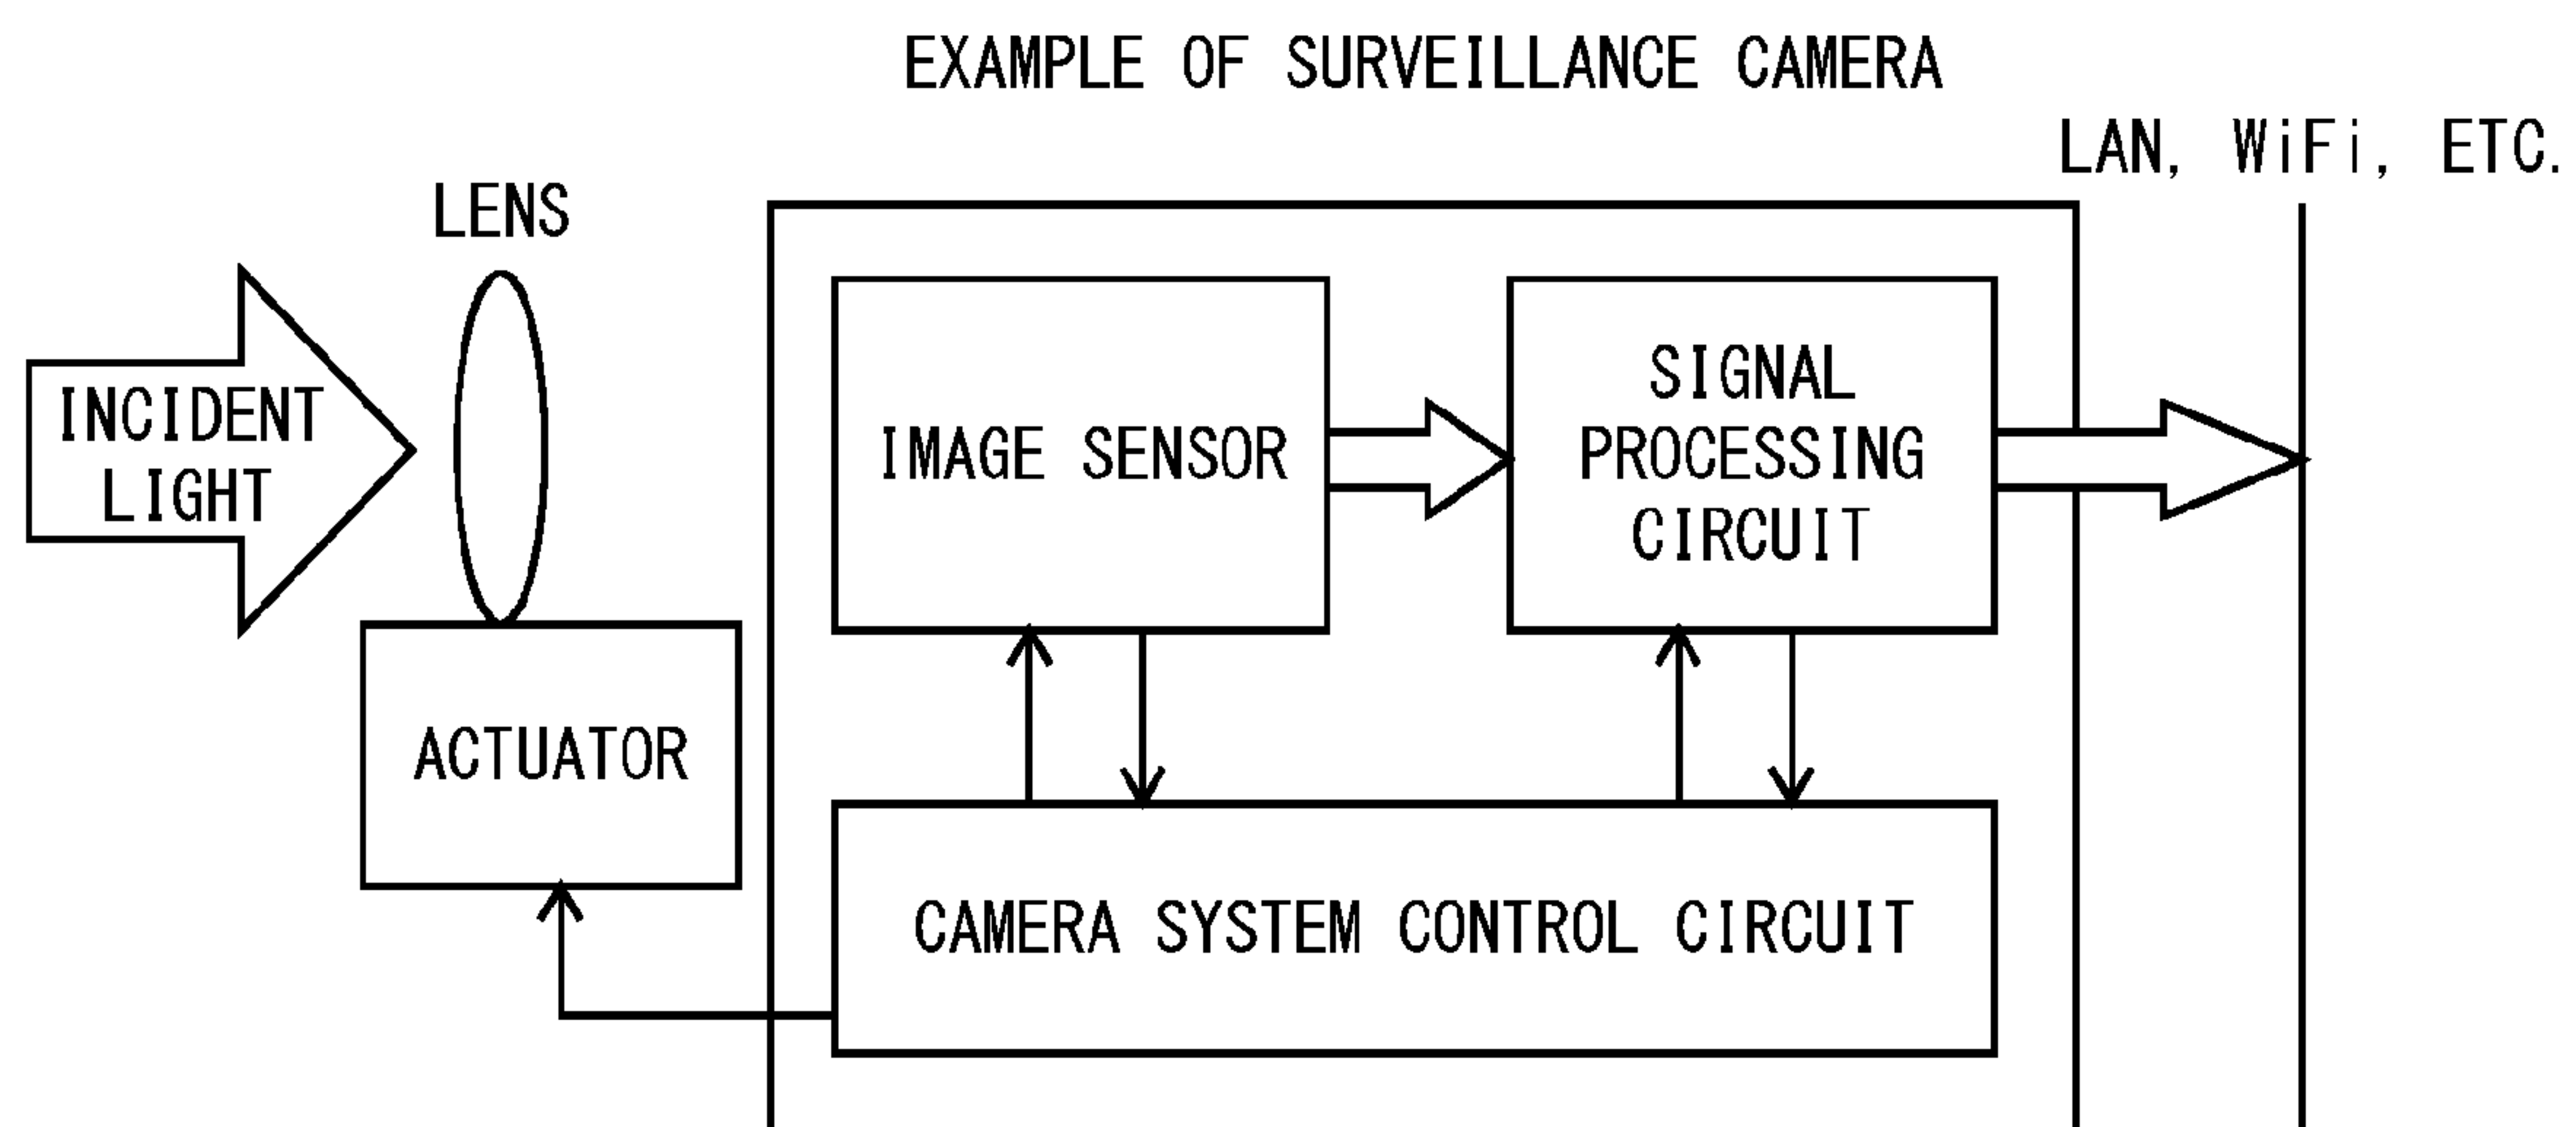 EXAMPLE OF SURVEILLANCE CAMERA
LAN, WiFi, ETC.
LENS
INCIDENT
LIGHT
IMAGE SENSOR
SIGNAL
PROCESSING
CIRCUIT
ACTUATOR
CAMERA SYSTEM CONTROL CIRCUIT